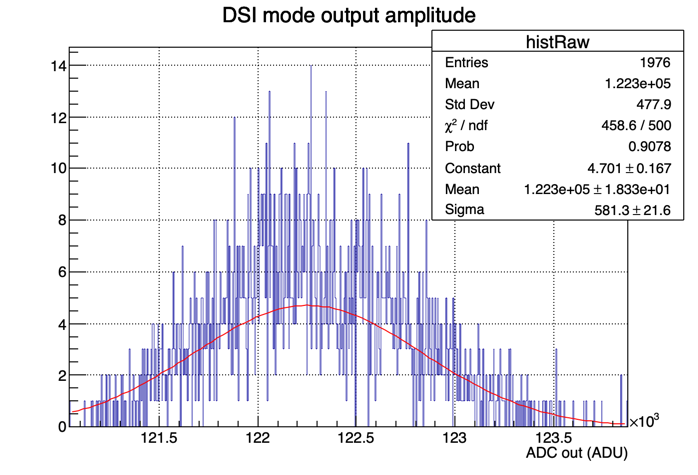 DSI mode output amplitude
histRaw
Entries 1976
Mean 1.223e+05
Std Dev 477.9
χ² / ndf 458.6 / 500
Prob 0.9078
Constant 4.701 ± 0.167
Mean 1.223e+05 ± 1.833e+01
Sigma 581.3 ± 21.6
14
12
10
8
6
4
2
0
121.5 122 122.5 123 123.5
×10³
ADC out (ADU)